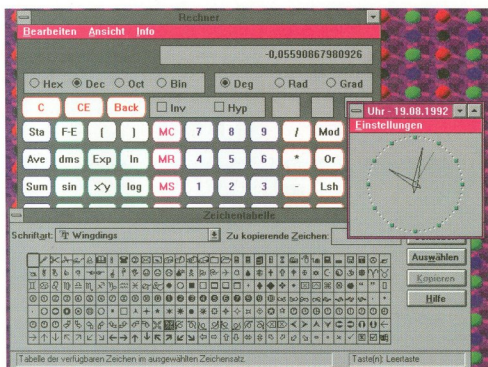 Rechner
Bearbeiten Ansicht Info
-0,05590867980926
Hex Dec Oct Bin Deg Rad Grad
C CE Back Inv Hyp
Sta F-E ( ) MC 7 8 9 / Mod
Ave dms Exp ln MR 4 5 6 * Or
Sum sin x^y log MS 1 2 3 - Lsh
Uhr - 19.08.1992
Einstellungen
Zeichentabelle
Schriftart: Wingdings Zu kopierende Zeichen:
Auswählen
Kopieren
Hilfe
Tabelle der verfügbaren Zeichen im ausgewählten Zeichensatz. Taste(n): Leertaste